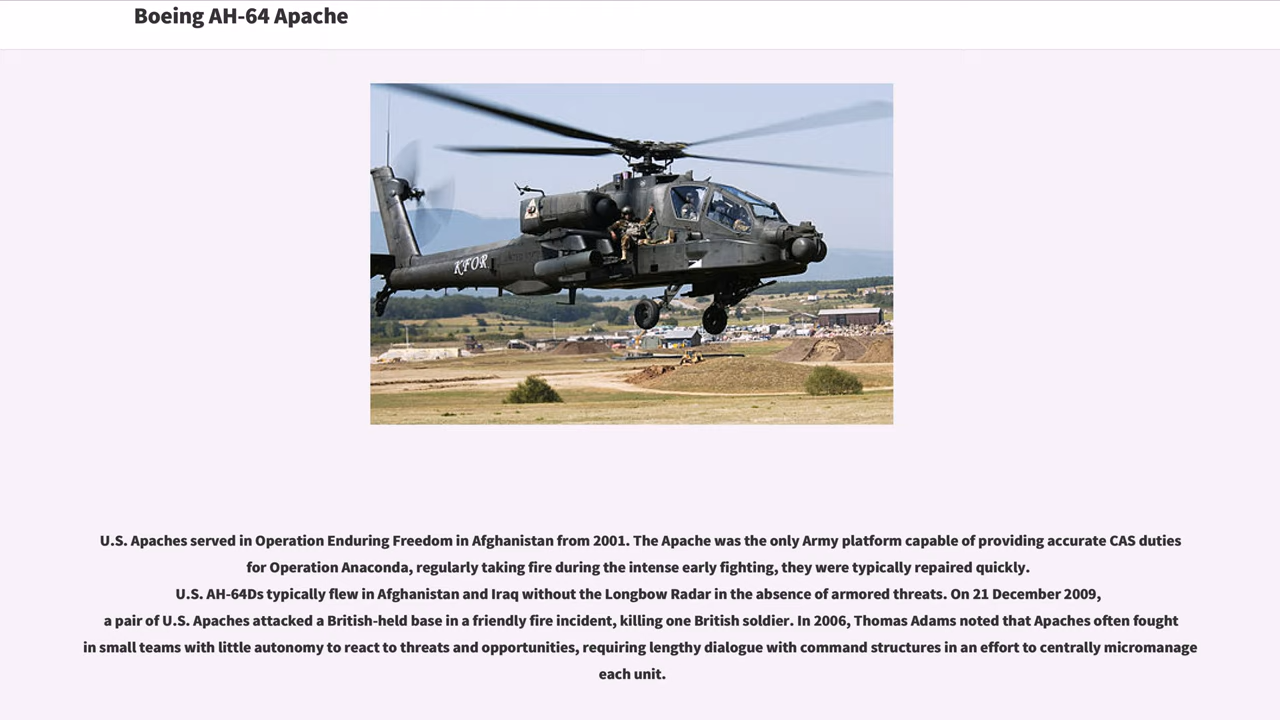 Boeing AH-64 Apache
KFOR
U.S. Apaches served in Operation Enduring Freedom in Afghanistan from 2001. The Apache was the only Army platform capable of providing accurate CAS duties
for Operation Anaconda, regularly taking fire during the intense early fighting, they were typically repaired quickly.
U.S. AH-64Ds typically flew in Afghanistan and Iraq without the Longbow Radar in the absence of armored threats. On 21 December 2009,
a pair of U.S. Apaches attacked a British-held base in a friendly fire incident, killing one British soldier. In 2006, Thomas Adams noted that Apaches often fought
in small teams with little autonomy to react to threats and opportunities, requiring lengthy dialogue with command structures in an effort to centrally micromanage
each unit.